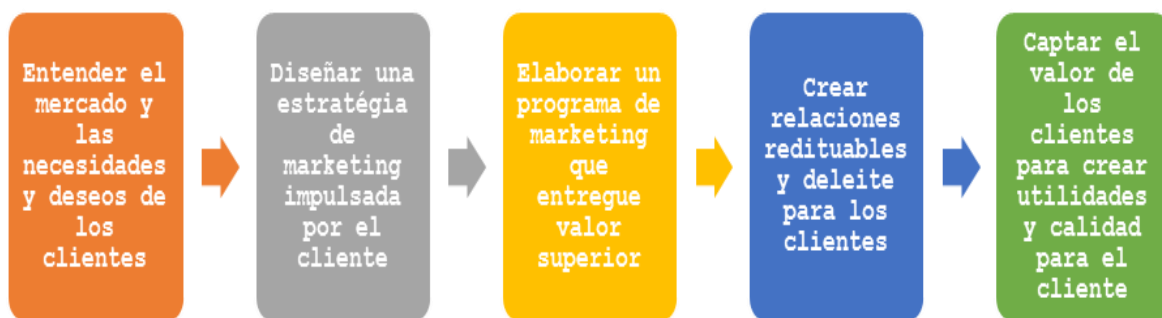 Entender el
mercado y
las
necesidades
y deseos de
los
clientes
Diseñar una
estratégia
de
marketing
impulsada
por el
cliente
Elaborar un
programa de
marketing
que
entregue
valor
superior
Crear
relaciones
redituables
y deleite
para los
clientes
Captar el
valor de
los
clientes
para crear
utilidades
y calidad
para el
cliente